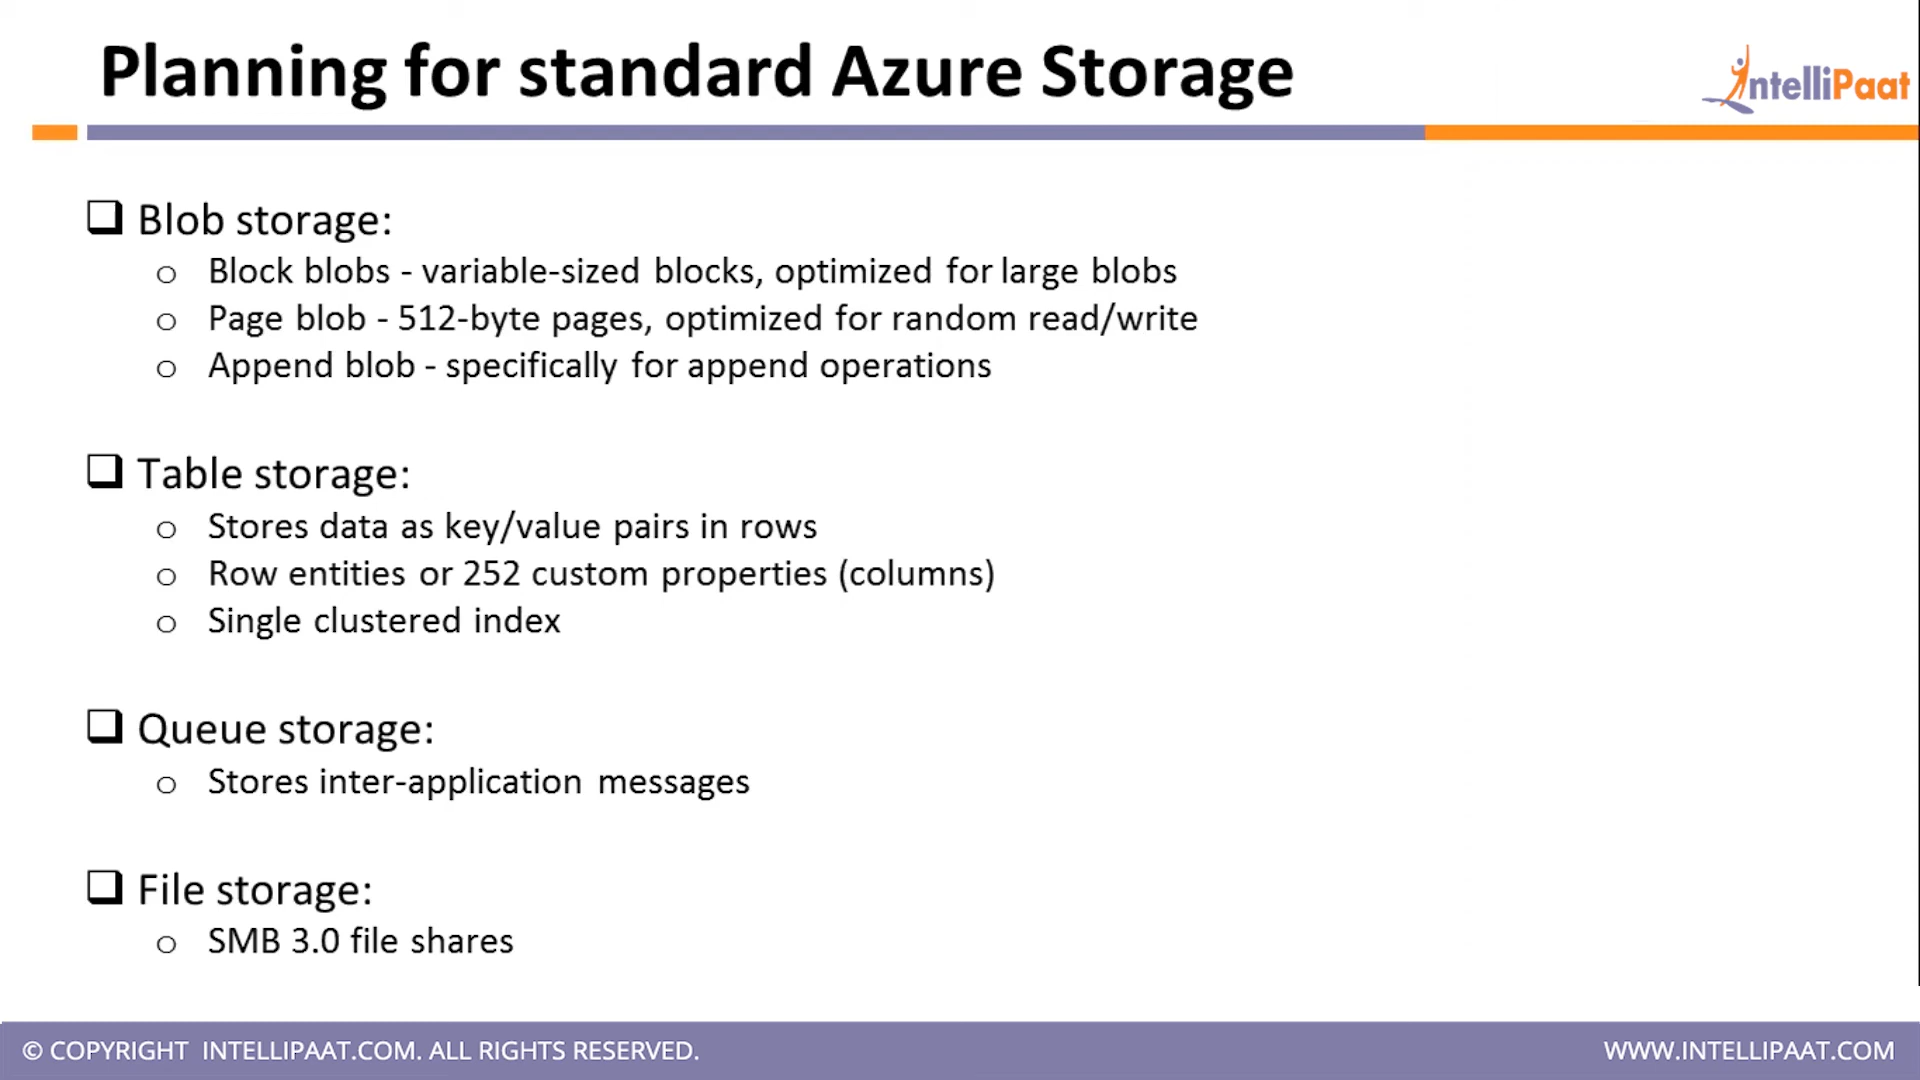 Planning for standard Azure Storage
IntelliPaat
Blob storage:
Block blobs - variable-sized blocks, optimized for large blobs
Page blob - 512-byte pages, optimized for random read/write
Append blob - specifically for append operations
Table storage:
Stores data as key/value pairs in rows
Row entities or 252 custom properties (columns)
Single clustered index
Queue storage:
Stores inter-application messages
File storage:
SMB 3.0 file shares
© COPYRIGHT INTELLIPAAT.COM. ALL RIGHTS RESERVED.
WWW.INTELLIPAAT.COM